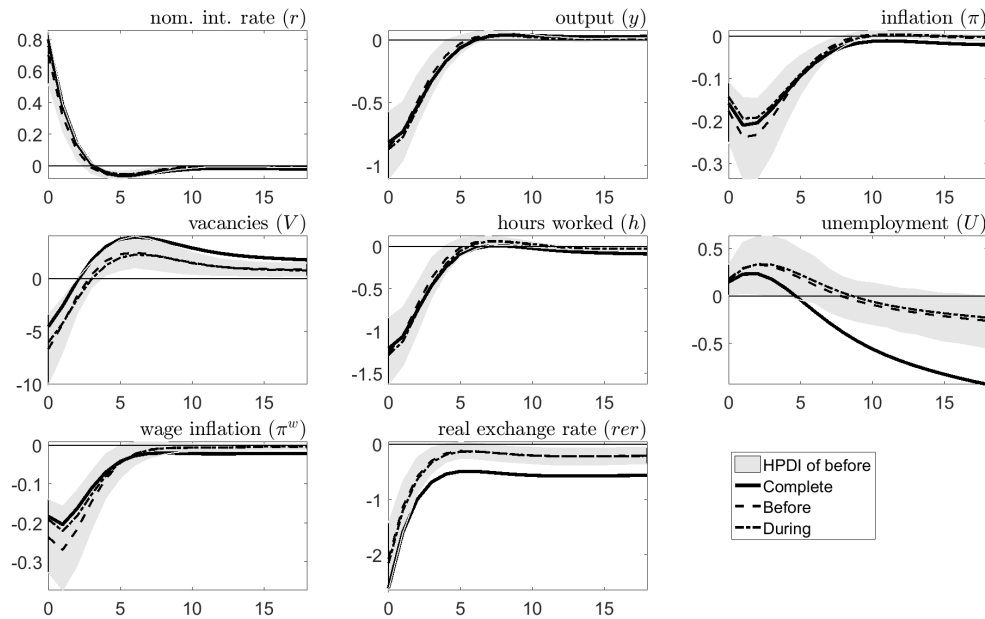 nom. int. rate (r)
0.8
0.6
0.4
0.2
0
0 5 10 15
output (y)
0
-0.5
-1
0 5 10 15
inflation (π)
0
-0.1
-0.2
-0.3
0 5 10 15
vacancies (V)
0
-5
-10
0 5 10 15
hours worked (h)
0
-0.5
-1
-1.5
0 5 10 15
unemployment (U)
0.5
0
-0.5
0 5 10 15
wage inflation (π^w)
0
-0.1
-0.2
-0.3
0 5 10 15
real exchange rate (rer)
0
-1
-2
0 5 10 15
HPDI of before
Complete
Before
During